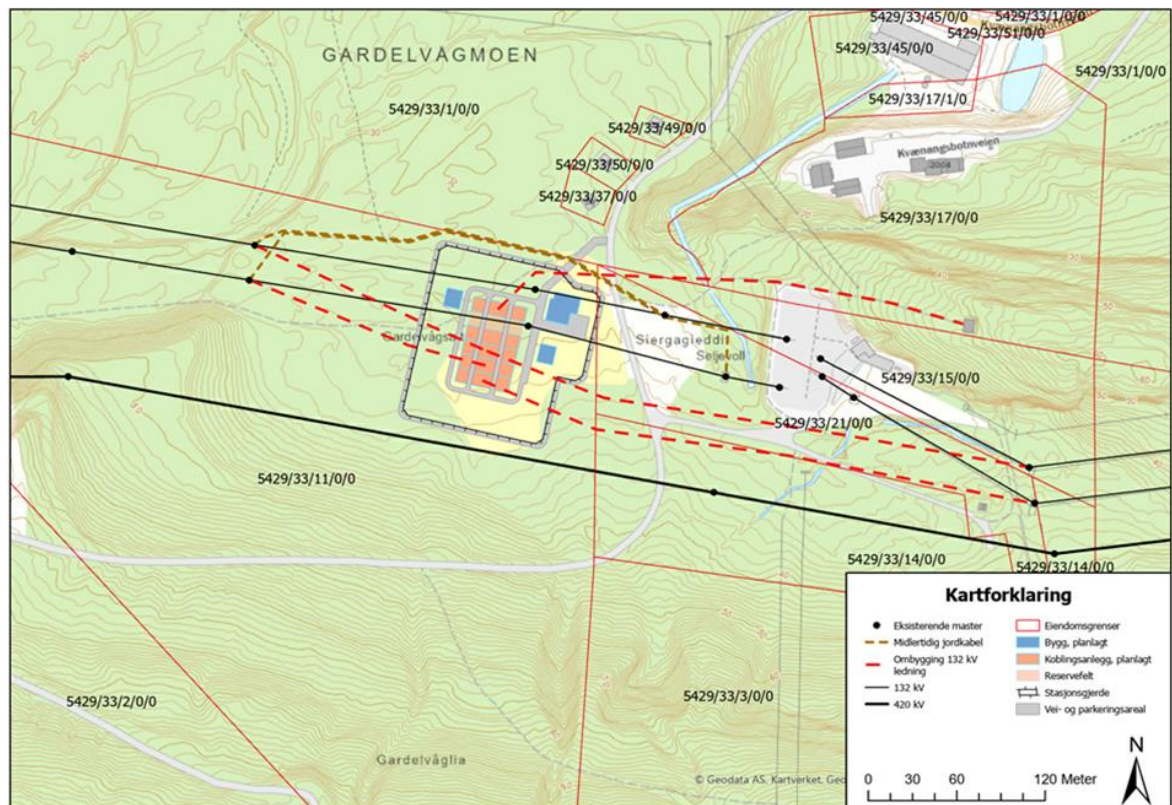 5429/33/45/0/0
5429/33/1/0/0
5429/33/51/0/0
5429/33/45/0/0
GARDELVÅGMOEN
5429/33/1/0/0
5429/33/1/0/0
5429/33/17/1/0
5429/33/49/0/0
Kvænangsbotnveien
5429/33/50/0/0
5429/33/37/0/0
5429/33/17/0/0
Siergagleddi
Seljevoll
5429/33/15/0/0
5429/33/21/0/0
5429/33/11/0/0
5429/33/14/0/0
5429/33/14/0/0
5429/33/2/0/0
5429/33/3/0/0
Gardelvåglia
© Geodata AS. Kartverket.
Kartforklaring
Eksisterende master
Midlertidig jordkabel
Ombygging 132 kV
ledning
132 kV
420 kV
Eiendomsgrenser
Bygg, planlagt
Koblingsanlegg, planlagt
Reservefelt
Stasjonsgjerde
Vei- og parkeringsareal
N
0 30 60 120 Meter